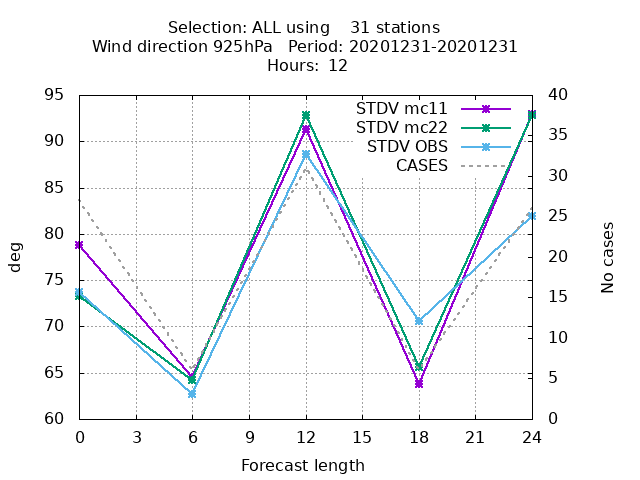 Selection: ALL using    31 stations
Wind direction 925hPa   Period: 20201231-20201231
Hours: 12
95
90
85
80
75
70
65
60
deg
40
35
30
25
20
15
10
5
0
No cases
STDV mc11
STDV mc22
STDV OBS
CASES
0 3 6 9 12 15 18 21 24
Forecast length